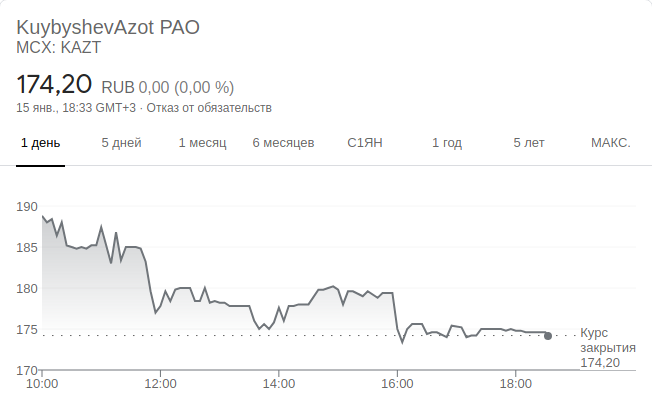 KuybyshevAzot PAO
MCX: KAZT
174,20 RUB 0,00 (0,00 %)
15 янв., 18:33 GMT+3 · Отказ от обязательств
1 день 5 дней 1 месяц 6 месяцев С1ЯН 1 год 5 лет МАКС.
190
185
180
175
170
Курс
закрытия
174,20
10:00 12:00 14:00 16:00 18:00